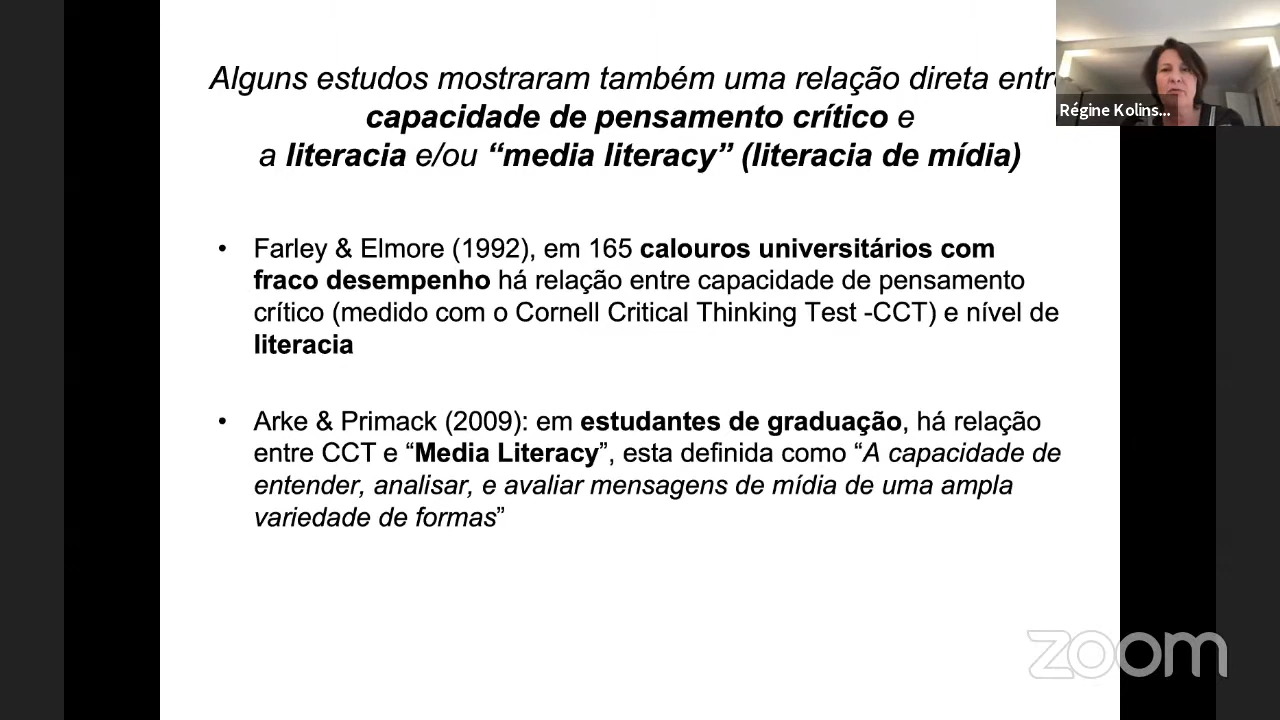 Alguns estudos mostraram também uma relação direta entre
capacidade de pensamento crítico e
a literacia e/ou “media literacy” (literacia de mídia)
Régine Kolins...
• Farley & Elmore (1992), em 165 calouros universitários com
fraco desempenho há relação entre capacidade de pensamento
crítico (medido com o Cornell Critical Thinking Test -CCT) e nível de
literacia
• Arke & Primack (2009): em estudantes de graduação, há relação
entre CCT e “Media Literacy”, esta definida como “A capacidade de
entender, analisar, e avaliar mensagens de mídia de uma ampla
variedade de formas”
zoom